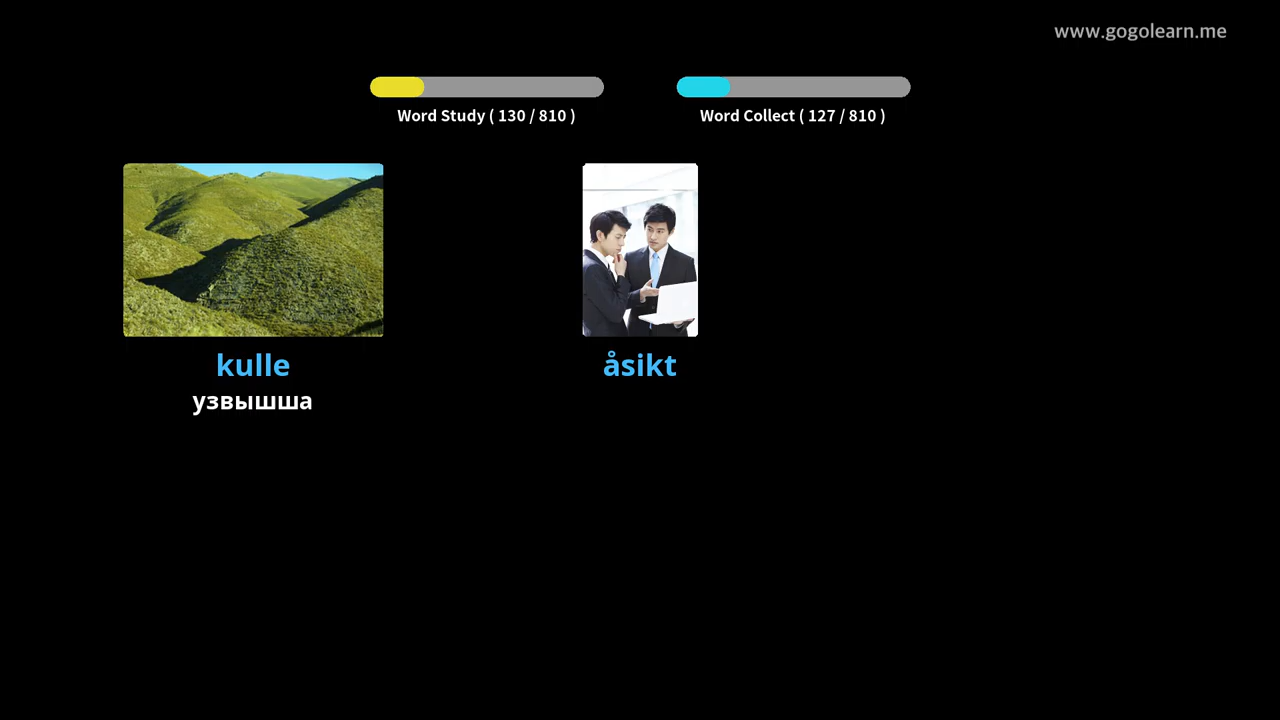 www.gogolearn.me
Word Study ( 130 / 810 )
Word Collect ( 127 / 810 )
kulle
узвышша
åsikt